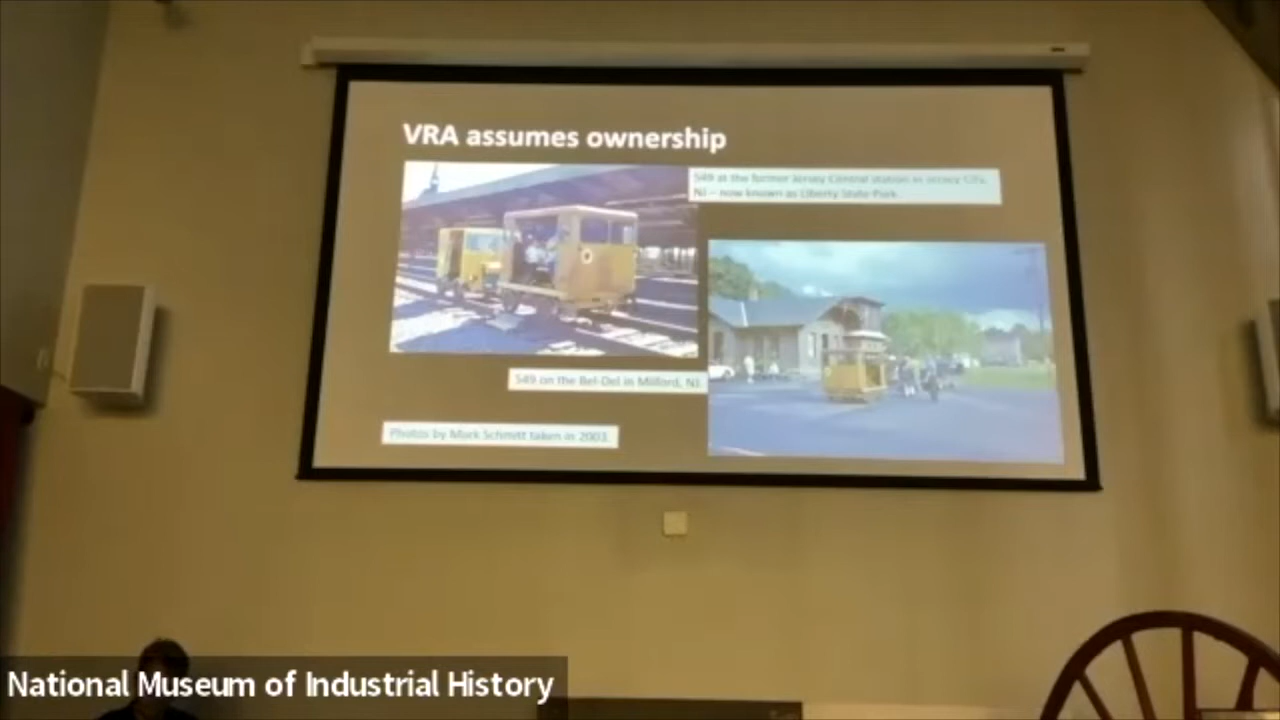 VRA assumes ownership
549 at the former Jersey Central station in Jersey City,
NJ – now known as Liberty State Park.
549 on the Bel-Del in Milford, NJ.
Photos by Mark Schmitt taken in 2003.
National Museum of Industrial History